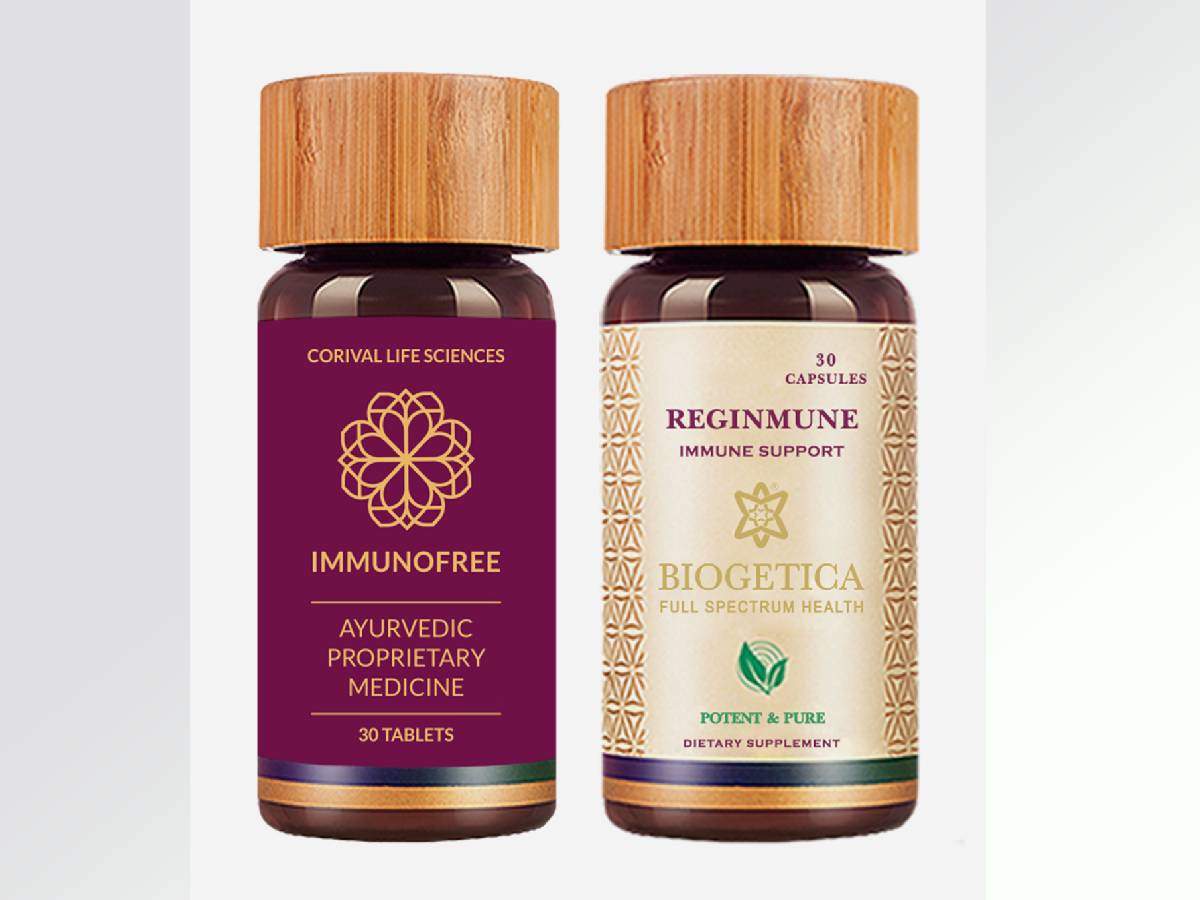 CORIVAL LIFE SCIENCES
IMMUNOFREE
AYURVEDIC
PROPRIETARY
MEDICINE
30 TABLETS
30
CAPSULES
REGINMUNE
IMMUNE SUPPORT
®
BIOGETICA
FULL SPECTRUM HEALTH
POTENT & PURE
DIETARY SUPPLEMENT